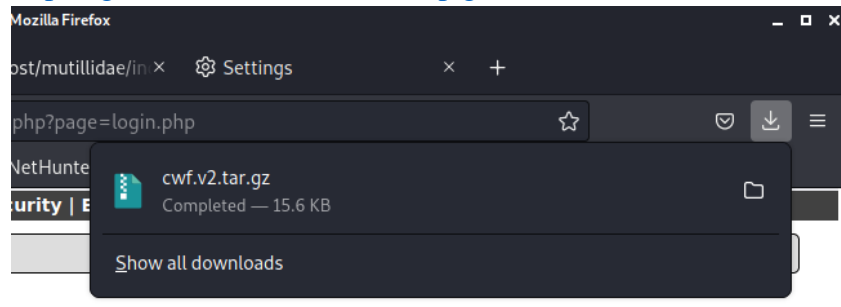 Mozilla Firefox
ost/mutillidae/in
Settings
php?page=login.php
NetHunte
cwf.v2.tar.gz
Completed — 15.6 KB
urity | E
Show all downloads